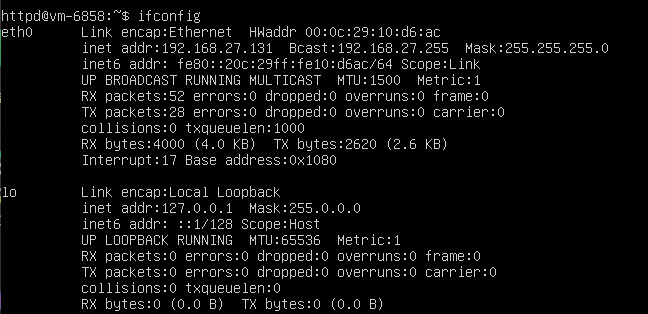 httpd@vm-6858:~$ ifconfig
eth0      Link encap:Ethernet  HWaddr 00:0c:29:10:d6:ac
          inet addr:192.168.27.131  Bcast:192.168.27.255  Mask:255.255.255.0
          inet6 addr: fe80::20c:29ff:fe10:d6ac/64 Scope:Link
          UP BROADCAST RUNNING MULTICAST  MTU:1500  Metric:1
          RX packets:52 errors:0 dropped:0 overruns:0 frame:0
          TX packets:28 errors:0 dropped:0 overruns:0 carrier:0
          collisions:0 txqueuelen:1000
          RX bytes:4000 (4.0 KB)  TX bytes:2620 (2.6 KB)
          Interrupt:17 Base address:0x1080
lo        Link encap:Local Loopback
          inet addr:127.0.0.1  Mask:255.0.0.0
          inet6 addr: ::1/128 Scope:Host
          UP LOOPBACK RUNNING  MTU:65536  Metric:1
          RX packets:0 errors:0 dropped:0 overruns:0 frame:0
          TX packets:0 errors:0 dropped:0 overruns:0 carrier:0
          collisions:0 txqueuelen:0
          RX bytes:0 (0.0 B)  TX bytes:0 (0.0 B)